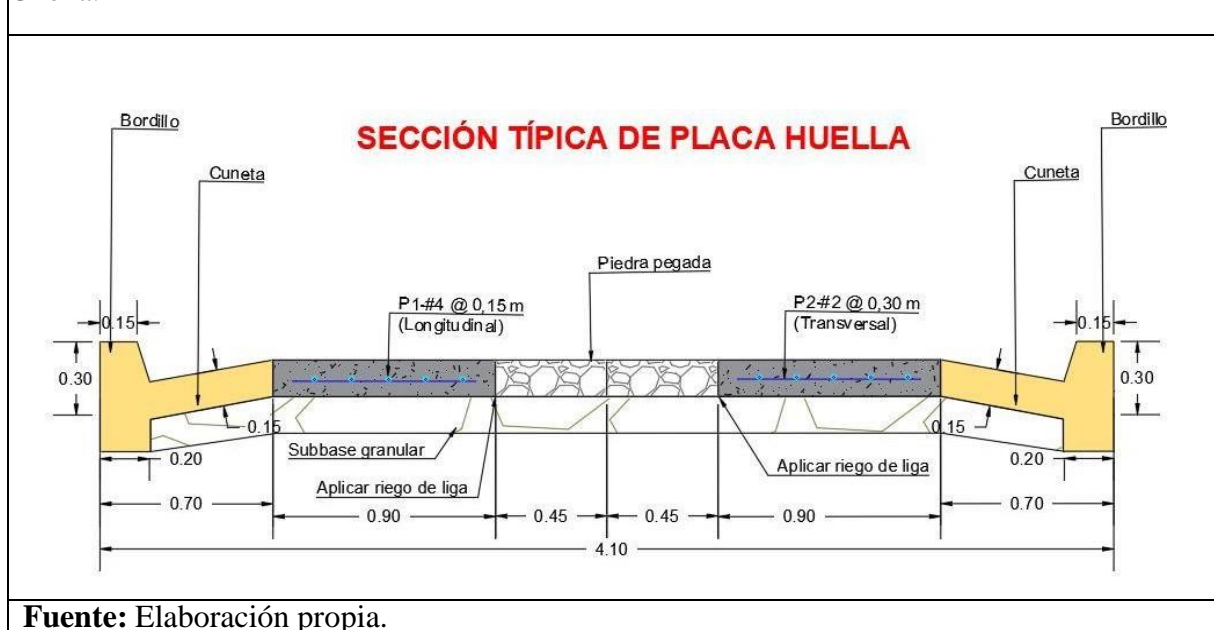 Bordillo
SECCIÓN TÍPICA DE PLACA HUELLA
Bordillo
Cuneta
Cuneta
Piedra pegada
P1-#4 @ 0,15 m
(Longitudinal)
P2-#2 @ 0,30 m
(Transversal)
0.15
0.15
0.30
0.30
0.15
0.15
Subbase granular
0.20
0.20
Aplicar riego de liga
Aplicar riego de liga
0.70
0.90
0.45
0.45
0.90
0.70
4.10
Fuente: Elaboración propia.